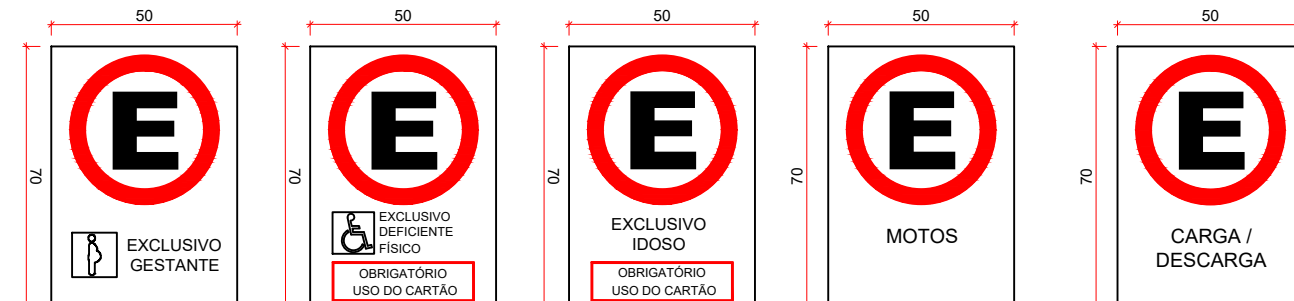 50
70
E
EXCLUSIVO
GESTANTE
50
70
E
EXCLUSIVO
DEFICIENTE
FÍSICO
OBRIGATÓRIO
USO DO CARTÃO
50
70
E
EXCLUSIVO
IDOSO
OBRIGATÓRIO
USO DO CARTÃO
50
70
E
MOTOS
50
70
E
CARGA /
DESCARGA